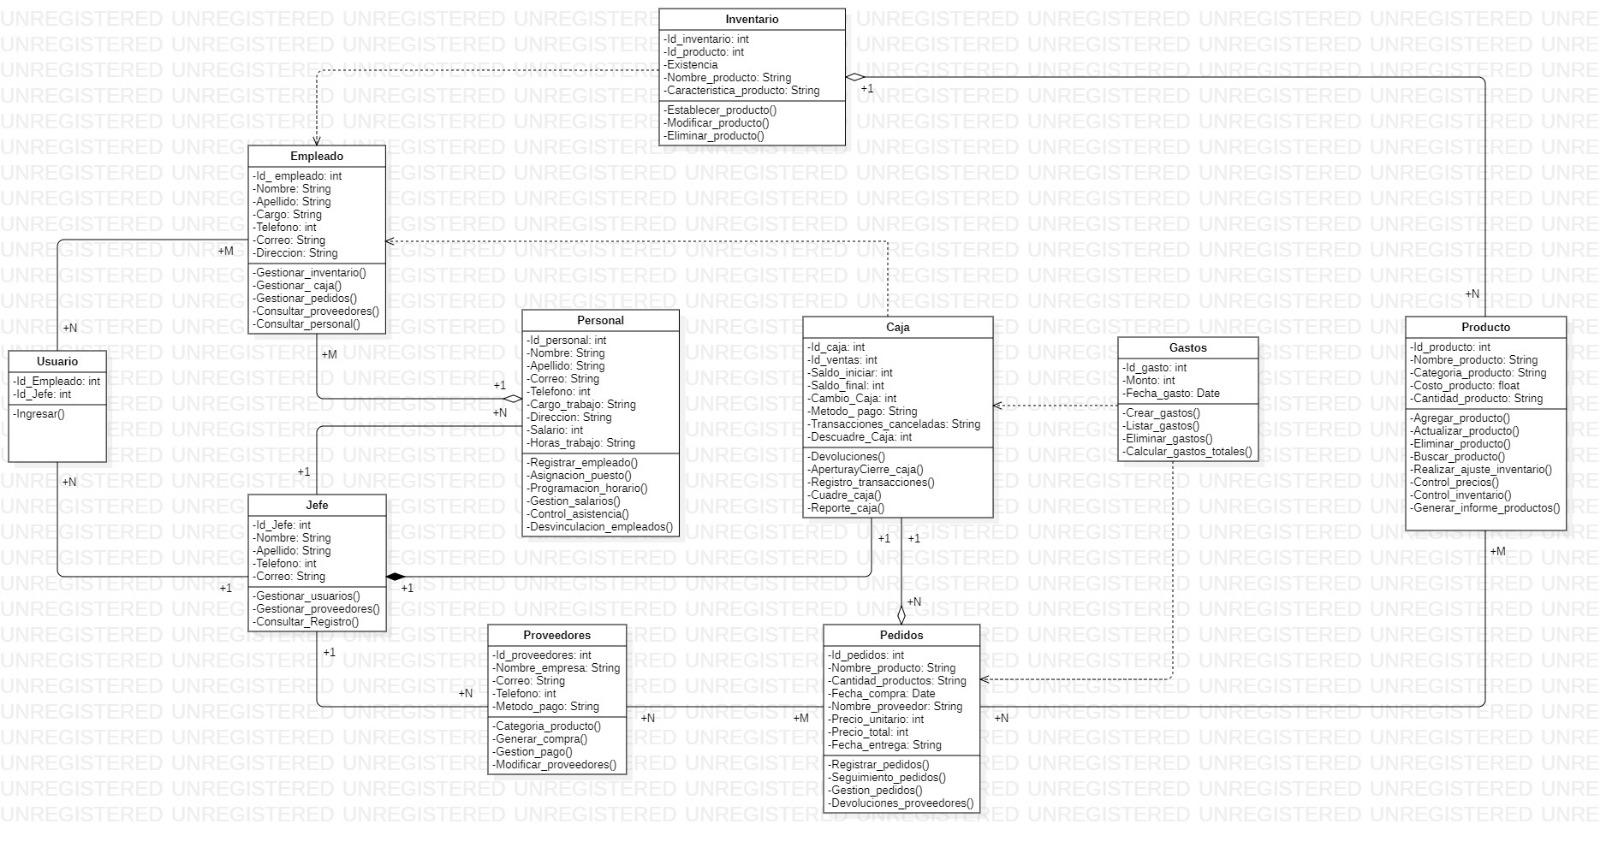 Inventario
-Id_inventario: int
-Id_producto: int
-Existencia
-Nombre_producto: String
-Caracteristica_producto: String
-Establecer_producto()
-Modificar_producto()
-Eliminar_producto()
+1
+N
Empleado
-Id_ empleado: int
-Nombre: String
-Apellido: String
-Cargo: String
-Telefono: int
-Correo: String
-Direccion: String
-Gestionar_inventario()
-Gestionar_ caja()
-Gestionar_pedidos()
-Consultar_proveedores()
-Consultar_personal()
+M
+N
+M
+1
+N
+1
Usuario
-Id_Empleado: int
-Id_Jefe: int
-Ingresar()
+N
+1
Personal
-Id_personal: int
-Nombre: String
-Apellido: String
-Correo: String
-Telefono: int
-Cargo_trabajo: String
-Direccion: String
-Salario: int
-Horas_trabajo: String
-Registrar_empleado()
-Asignacion_puesto()
-Programacion_horario()
-Gestion_salarios()
-Control_asistencia()
-Desvinculacion_empleados()
Caja
-Id_caja: int
-Id_ventas: int
-Saldo_iniciar: int
-Saldo_final: int
-Cambio_Caja: int
-Metodo_ pago: String
-Transacciones_canceladas: String
-Descuadre_Caja: int
-Devoluciones()
-AperturayCierre_caja()
-Registro_transacciones()
-Cuadre_caja()
-Reporte_caja()
+1
+1
+1
+N
Gastos
-Id_gasto: int
-Monto: int
-Fecha_gasto: Date
-Crear_gastos()
-Listar_gastos()
-Eliminar_gastos()
-Calcular_gastos_totales()
Producto
-Id_producto: int
-Nombre_producto: String
-Categoria_producto: String
-Costo_producto: float
-Cantidad_producto: String
-Agregar_producto()
-Actualizar_producto()
-Eliminar_producto()
-Buscar_producto()
-Realizar_ajuste_inventario()
-Control_precios()
-Control_inventario()
-Generar_informe_productos()
+M
Jefe
-Id_Jefe: int
-Nombre: String
-Apellido: String
-Telefono: int
-Correo: String
-Gestionar_usuarios()
-Gestionar_proveedores()
-Consultar_Registro()
+1
+N
Proveedores
-Id_proveedores: int
-Nombre_empresa: String
-Correo: String
-Telefono: int
-Metodo_pago: String
-Categoria_producto()
-Generar_compra()
-Gestion_pago()
-Modificar_proveedores()
+N
+M
Pedidos
-Id_pedidos: int
-Nombre_producto: String
-Cantidad_productos: String
-Fecha_compra: Date
-Nombre_proveedor: String
-Precio_unitario: int
-Precio_total: int
-Fecha_entrega: String
-Registrar_pedidos()
-Seguimiento_pedidos()
-Gestion_pedidos()
-Devoluciones_proveedores()
+N
UNREGISTERED